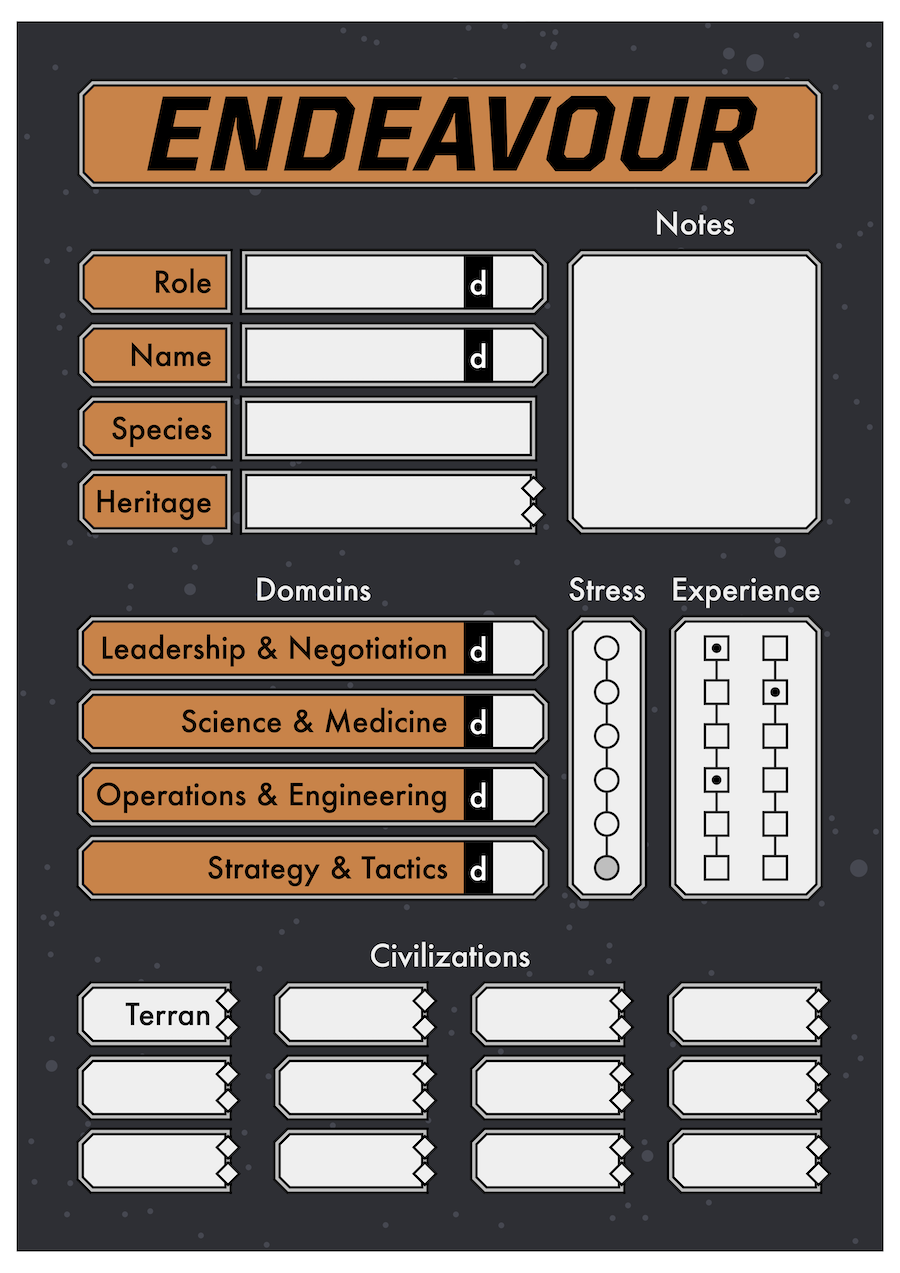 ENDEAVOUR
Notes
Role d
Name d
Species
Heritage
Domains
Stress
Experience
Leadership & Negotiation d
Science & Medicine d
Operations & Engineering d
Strategy & Tactics d
Civilizations
Terran